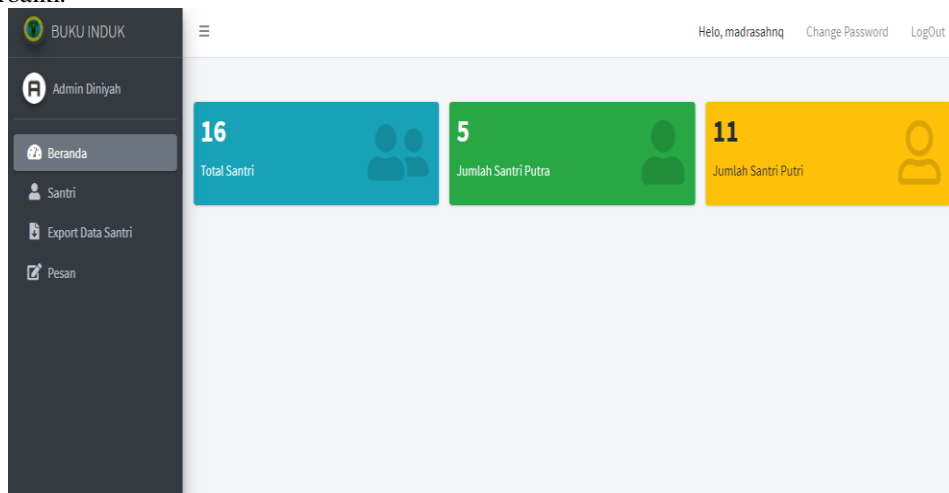 BUKU INDUK
Helo, madrasahnq Change Password LogOut
Admin Diniyah
Beranda
Santri
Export Data Santri
Pesan
16
Total Santri
5
Jumlah Santri Putra
11
Jumlah Santri Putri